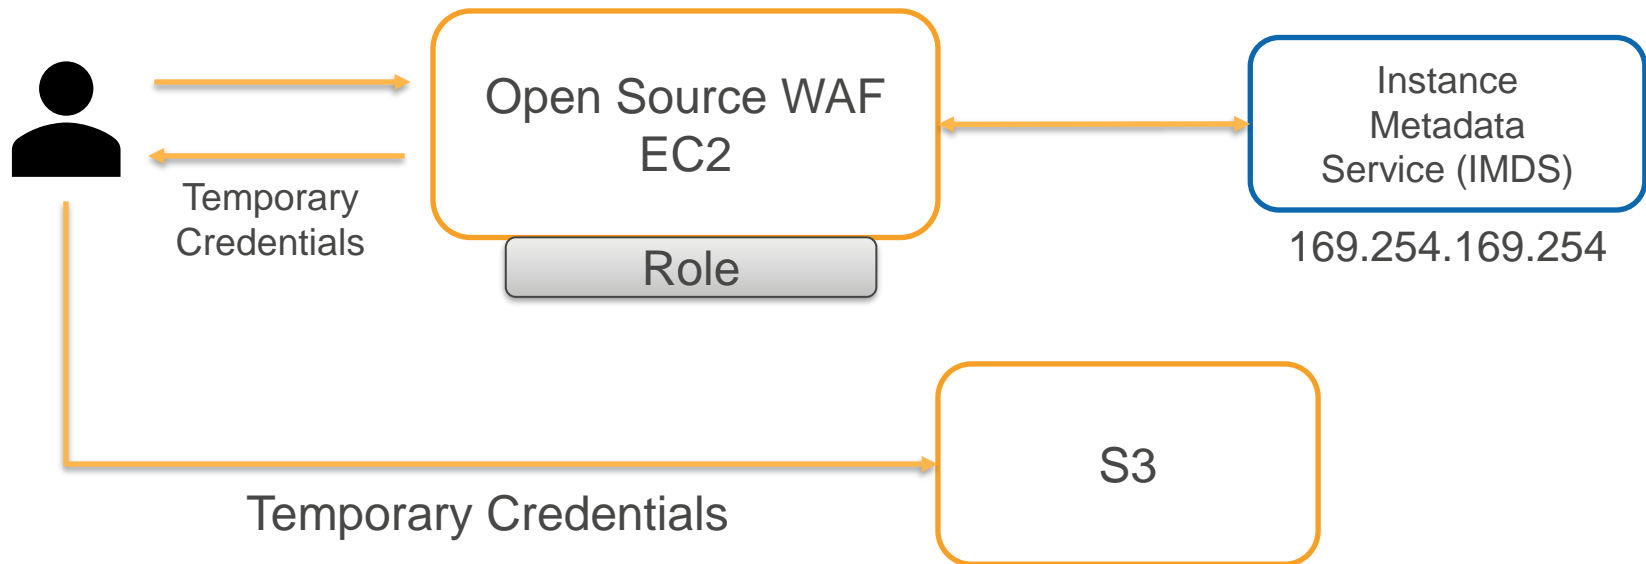 Open Source WAF
EC2
Instance
Metadata
Service (IMDS)
Temporary
Credentials
Role
169.254.169.254
S3
Temporary Credentials